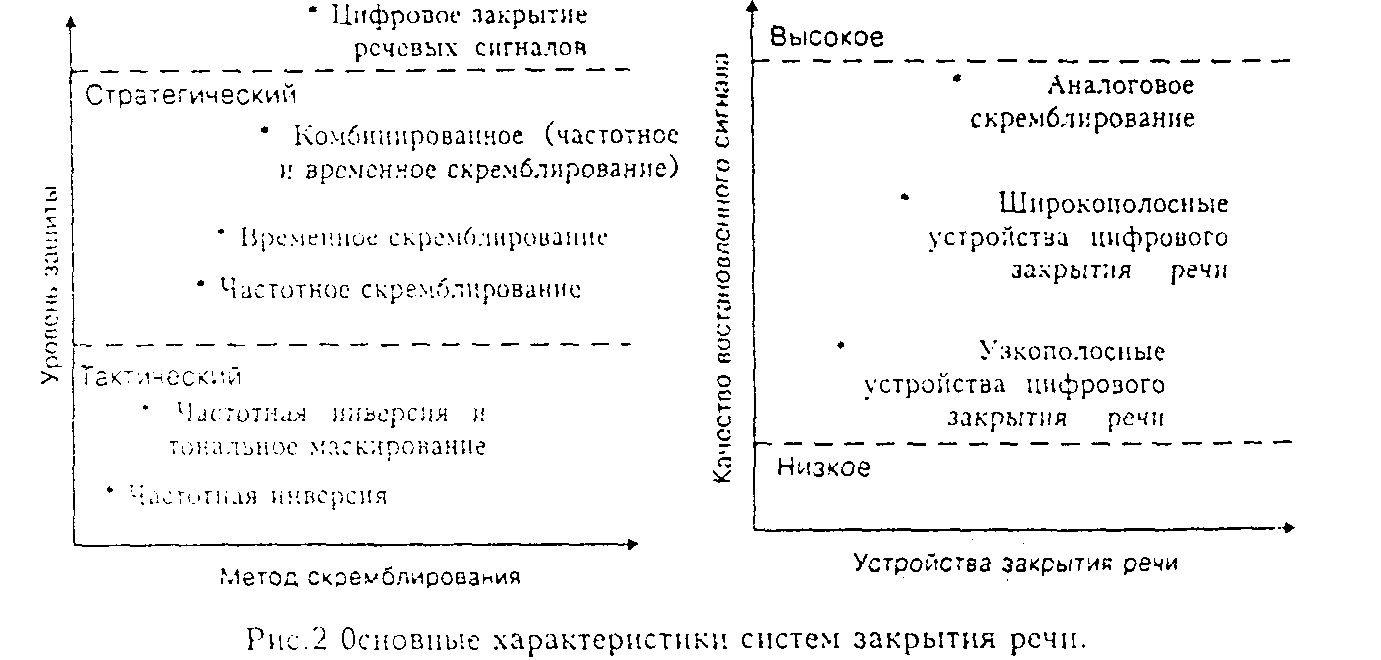 Цифровое закрытие
речевых сигналов
Стратегический
Комбинированное (частотное
и временное скремблирование)
Временное скремблирование
Частотное скремблирование
Тактический
Частотная инверсия и
тональное маскирование
Частотная инверсия
Уровень защиты
Метод скремблирования
Высокое
Аналоговое
скремблирование
Широкополосные
устройства цифрового
закрытия речи
Узкополосные
устройства цифрового
закрытия речи
Низкое
Качество востановленного сигнала
Устройства закрытия речи
Рис.2 Основные характеристики систем закрытия речи.